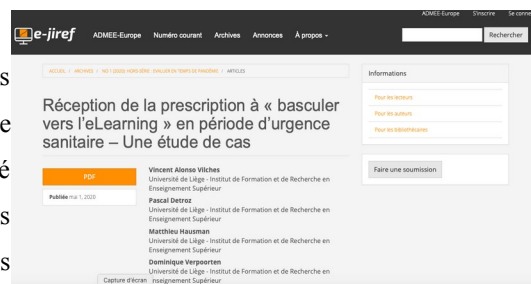 ADMEE-Europe S'inscrire Se conne
e-jiref ADMEE-Europe Numéro courant Archives Annonces À propos Rechercher
ACCUEIL / ARCHIVES / NO 1 (2020): HORS-SÉRIE : EVALUER EN TEMPS DE PANDÉMIE / ARTICLES
Réception de la prescription à « basculer
vers l'eLearning » en période d'urgence
sanitaire – Une étude de cas
PDF
Publiée mai 1, 2020
Vincent Alonso Vilches
Université de Liège - Institut de Formation et de Recherche en
Enseignement Supérieur
Pascal Detroz
Université de Liège - Institut de Formation et de Recherche en
Enseignement Supérieur
Matthieu Hausman
Université de Liège - Institut de Formation et de Recherche en
Enseignement Supérieur
Dominique Verpoorten
Université de Liège - Institut de Formation et de Recherche en
Enseignement Supérieur
Capture d'écran
Informations
Pour les lecteurs
Pour les auteurs
Pour les bibliothécaires
Faire une soumission
s
e
é
s
s